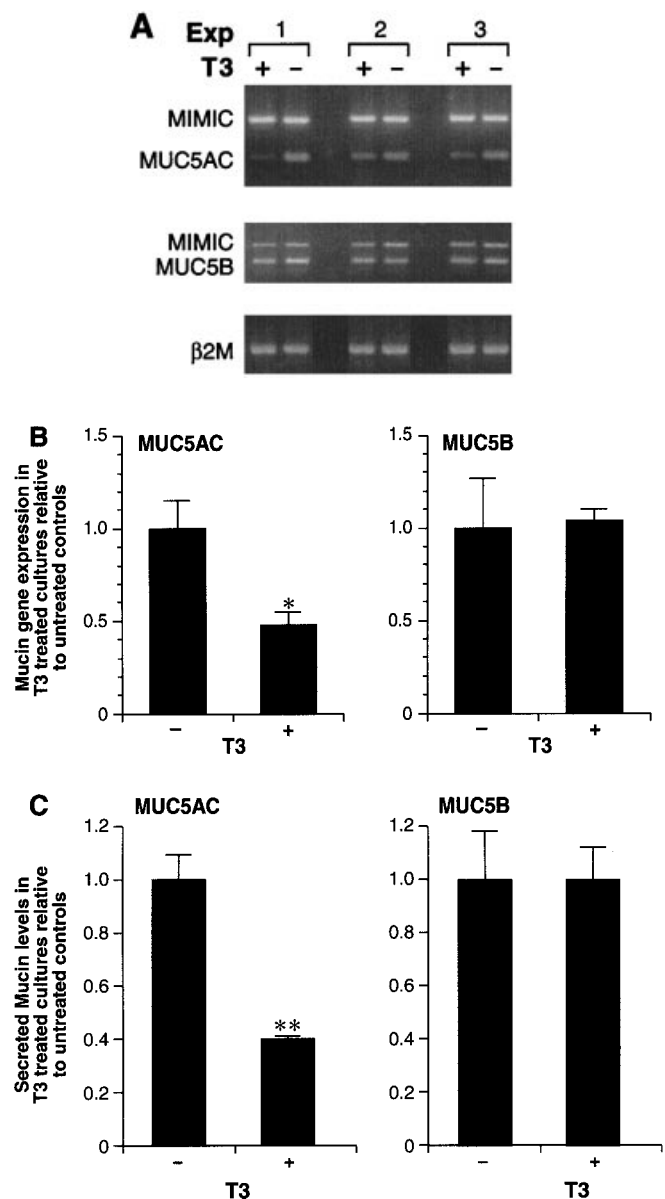 A Exp 1 2 3
T3 + − + − + −
MIMIC
MUC5AC
MIMIC
MUC5B
β2M
B
Mucin gene expression in
T3 treated cultures relative
to untreated controls
MUC5AC
1.5
1.0
0.5
0
*
− +
T3
MUC5B
1.5
1.0
0.5
0
− +
T3
C
Secreted Mucin levels in
T3 treated cultures relative
to untreated controls
MUC5AC
1.2
1.0
0.8
0.6
0.4
0.2
0
**
− +
T3
MUC5B
1.2
1.0
0.8
0.6
0.4
0.2
0
− +
T3